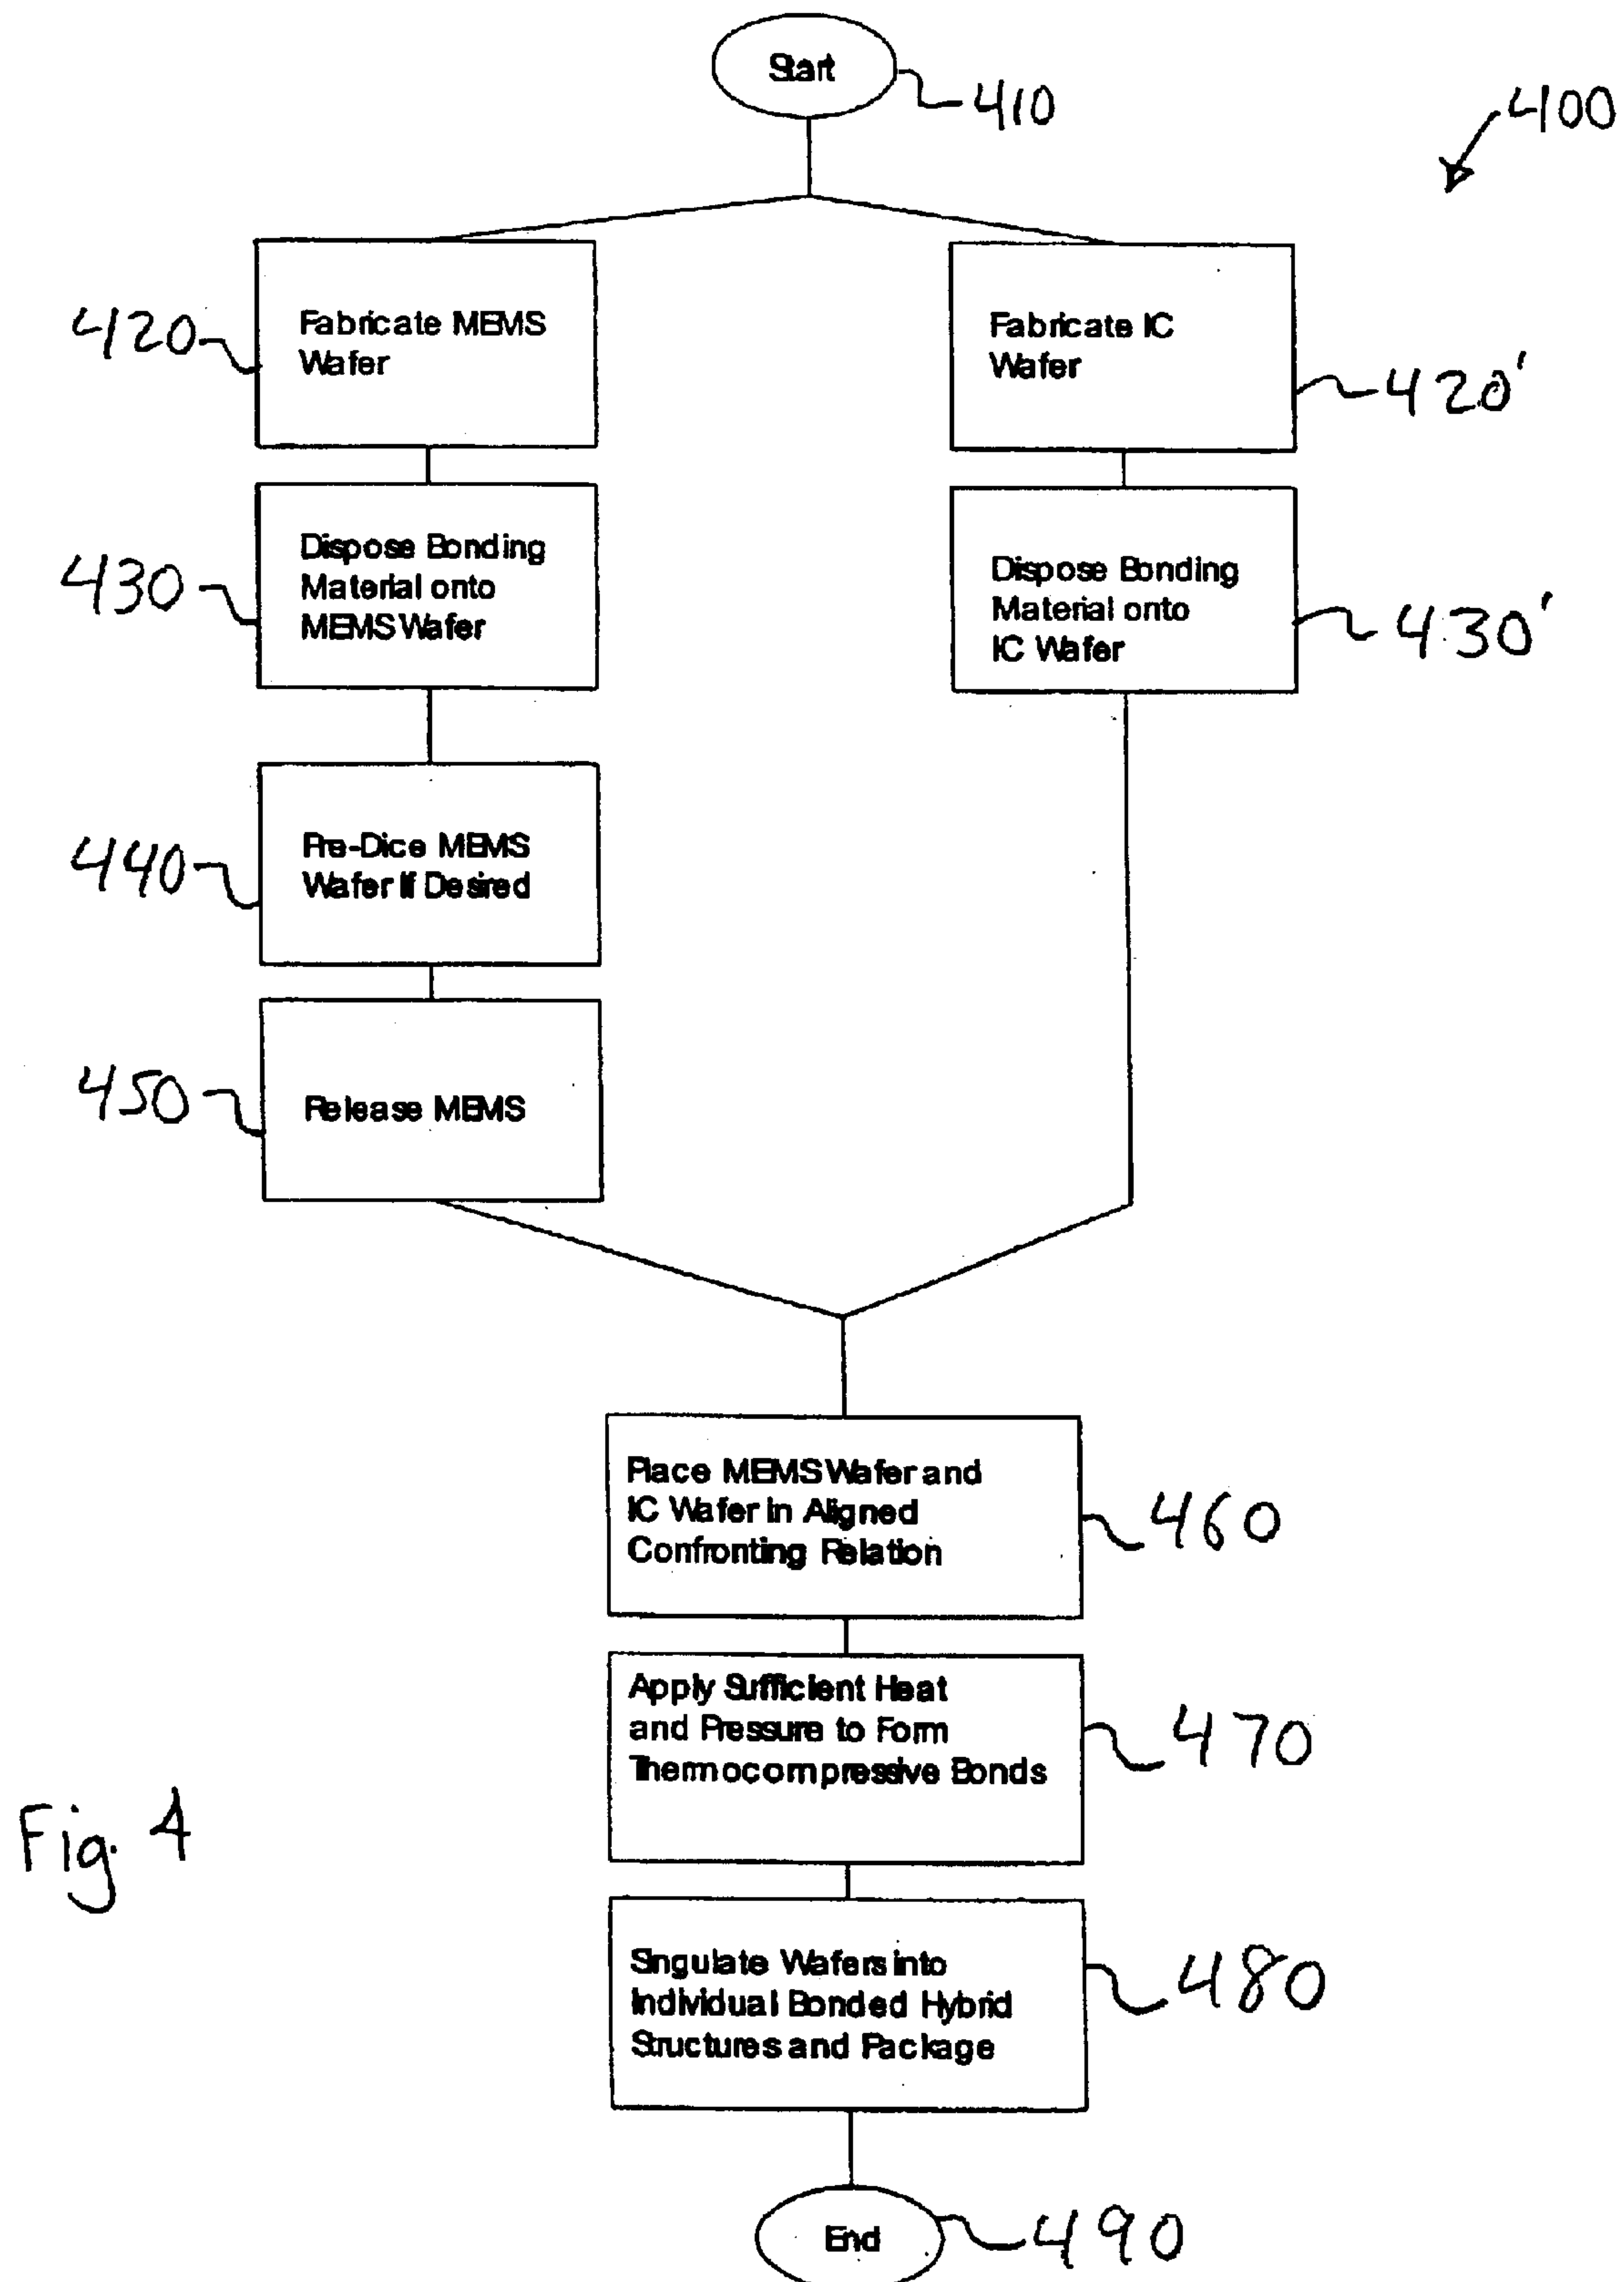 Start
410
400
Fabricate MEMS
Wafer
420
Fabricate IC
Wafer
420'
Dispose Bonding
Material onto
MEMS Wafer
430
Dispose Bonding
Material onto
IC Wafer
430'
Pre-Dice MEMS
Wafer If Desired
440
Release MEMS
450
Place MEMS Wafer and
IC Wafer in Aligned
Confronting Relation
460
Apply Sufficient Heat
and Pressure to Form
Thermocompressive Bonds
470
Fig. 4
Singulate Wafers into
Individual Bonded Hybrid
Structures and Package
480
End
490